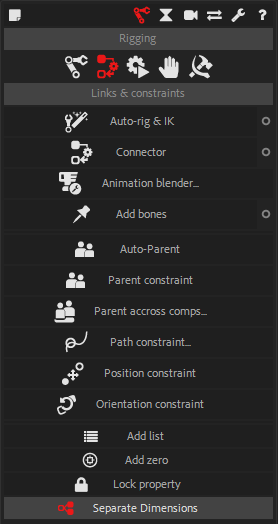 ?
Rigging
Links & constraints
Auto-rig & IK
Connector
Animation blender...
Add bones
Auto-Parent
Parent constraint
Parent accross comps...
Path constraint...
Position constraint
Orientation constraint
Add list
Add zero
Lock property
Separate Dimensions